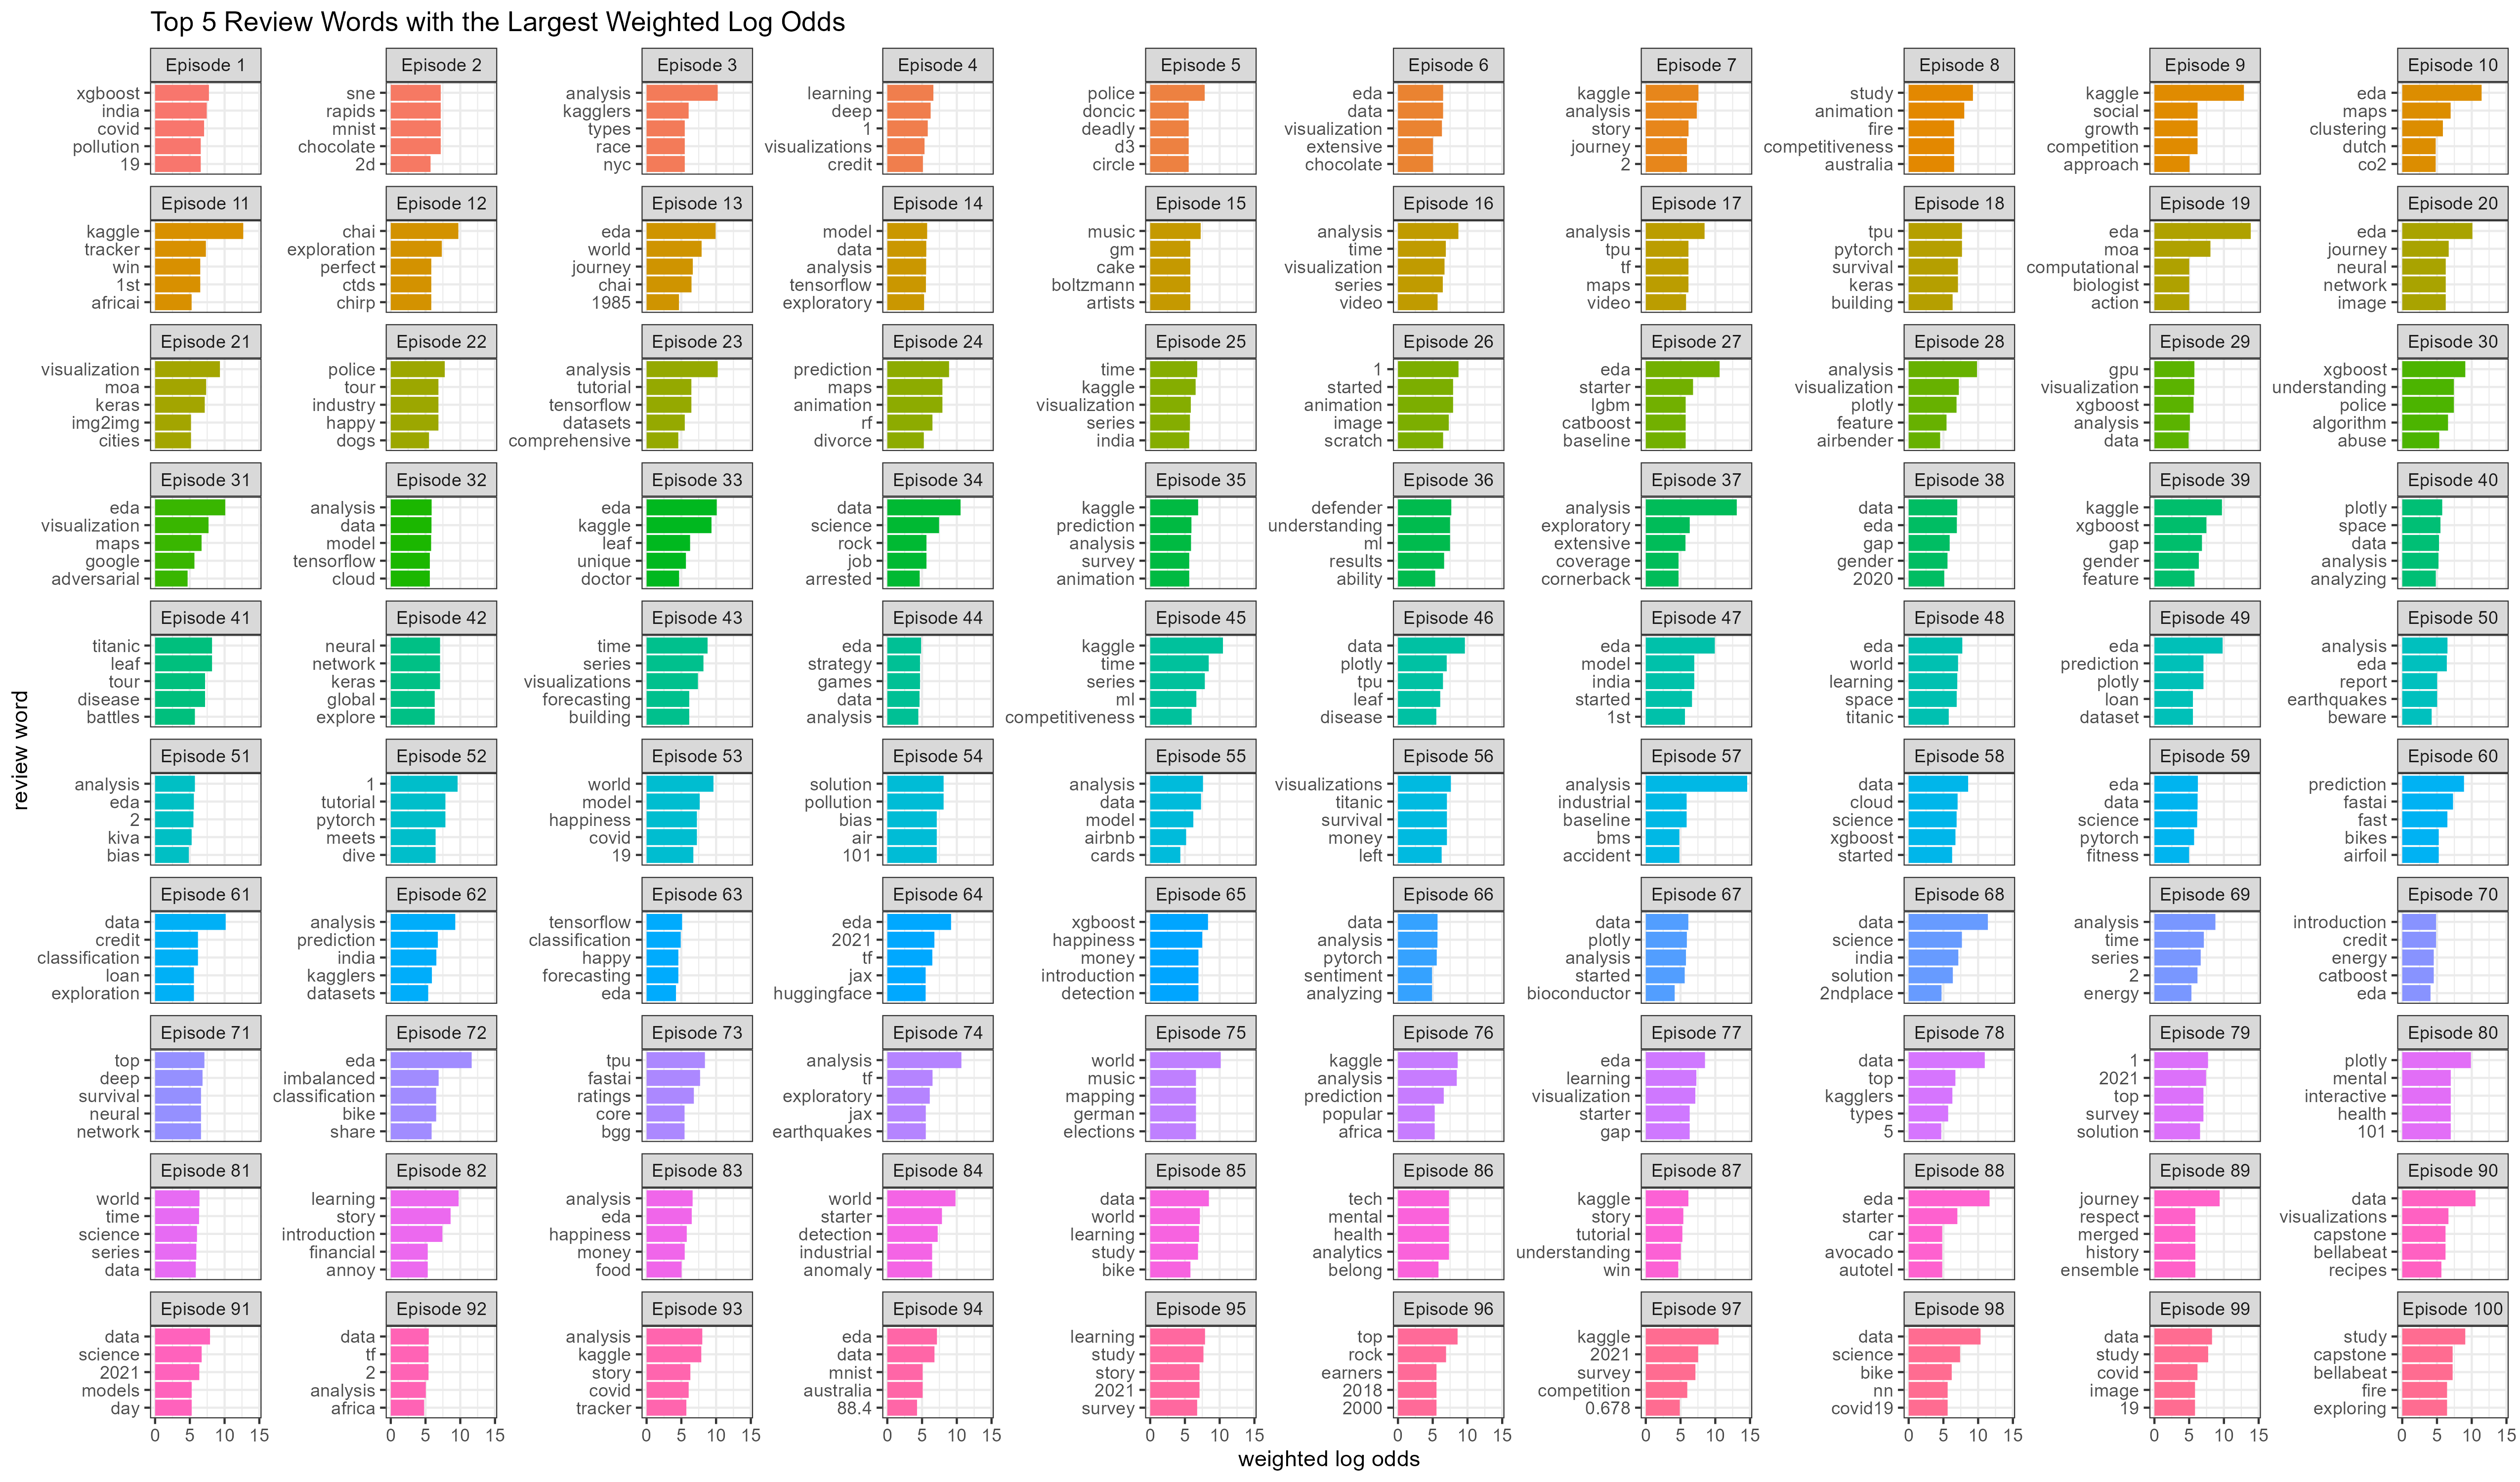 Top 5 Review Words with the Largest Weighted Log Odds
Episode 1
xgboost
india
covid
pollution
19
Episode 2
sne
rapids
mnist
chocolate
2d
Episode 3
analysis
kagglers
types
race
nyc
Episode 4
learning
deep
1
visualizations
credit
Episode 5
police
doncic
deadly
d3
circle
Episode 6
eda
data
visualization
extensive
chocolate
Episode 7
kaggle
analysis
story
journey
2
Episode 8
study
animation
fire
competitiveness
australia
Episode 9
kaggle
social
growth
competition
approach
Episode 10
eda
maps
clustering
dutch
co2
Episode 11
kaggle
tracker
win
1st
africai
Episode 12
chai
exploration
perfect
ctds
chirp
Episode 13
eda
world
journey
chai
1985
Episode 14
model
data
analysis
tensorflow
exploratory
Episode 15
music
gm
cake
boltzmann
artists
Episode 16
analysis
time
visualization
series
video
Episode 17
analysis
tpu
tf
maps
video
Episode 18
tpu
pytorch
survival
keras
building
Episode 19
eda
moa
computational
biologist
action
Episode 20
eda
journey
neural
network
image
Episode 21
visualization
moa
keras
img2img
cities
Episode 22
police
tour
industry
happy
dogs
Episode 23
analysis
tutorial
tensorflow
datasets
comprehensive
Episode 24
prediction
maps
animation
rf
divorce
Episode 25
time
kaggle
visualization
series
india
Episode 26
1
started
animation
image
scratch
Episode 27
eda
starter
lgbm
catboost
baseline
Episode 28
analysis
visualization
plotly
feature
airbender
Episode 29
gpu
visualization
xgboost
analysis
data
Episode 30
xgboost
understanding
police
algorithm
abuse
Episode 31
eda
visualization
maps
google
adversarial
Episode 32
analysis
data
model
tensorflow
cloud
Episode 33
eda
kaggle
leaf
unique
doctor
Episode 34
data
science
rock
job
arrested
Episode 35
kaggle
prediction
analysis
survey
animation
Episode 36
defender
understanding
ml
results
ability
Episode 37
analysis
exploratory
extensive
coverage
cornerback
Episode 38
data
eda
gap
gender
2020
Episode 39
kaggle
xgboost
gap
gender
feature
Episode 40
plotly
space
data
analysis
analyzing
Episode 41
titanic
leaf
tour
disease
battles
Episode 42
neural
network
keras
global
explore
Episode 43
time
series
visualizations
forecasting
building
Episode 44
eda
strategy
games
data
analysis
Episode 45
kaggle
time
series
ml
competitiveness
Episode 46
data
plotly
tpu
leaf
disease
Episode 47
eda
model
india
started
1st
Episode 48
eda
world
learning
space
titanic
Episode 49
eda
prediction
plotly
loan
dataset
Episode 50
analysis
eda
report
earthquakes
beware
review word
Episode 51
analysis
eda
2
kiva
bias
Episode 52
1
tutorial
pytorch
meets
dive
Episode 53
world
model
happiness
covid
19
Episode 54
solution
pollution
bias
air
101
Episode 55
analysis
data
model
airbnb
cards
Episode 56
visualizations
titanic
survival
money
left
Episode 57
analysis
industrial
baseline
bms
accident
Episode 58
data
cloud
science
xgboost
started
Episode 59
eda
data
science
pytorch
fitness
Episode 60
prediction
fastai
fast
bikes
airfoil
Episode 61
data
credit
classification
loan
exploration
Episode 62
analysis
prediction
india
kagglers
datasets
Episode 63
tensorflow
classification
happy
forecasting
eda
Episode 64
eda
2021
tf
jax
huggingface
Episode 65
xgboost
happiness
money
introduction
detection
Episode 66
data
analysis
pytorch
sentiment
analyzing
Episode 67
data
plotly
analysis
started
bioconductor
Episode 68
data
science
india
solution
2ndplace
Episode 69
analysis
time
series
2
energy
Episode 70
introduction
credit
energy
catboost
eda
Episode 71
top
deep
survival
neural
network
Episode 72
eda
imbalanced
classification
bike
share
Episode 73
tpu
fastai
ratings
core
bgg
Episode 74
analysis
tf
exploratory
jax
earthquakes
Episode 75
world
music
mapping
german
elections
Episode 76
kaggle
analysis
prediction
popular
africa
Episode 77
eda
learning
visualization
starter
gap
Episode 78
data
top
kagglers
types
5
Episode 79
1
2021
top
survey
solution
Episode 80
plotly
mental
interactive
health
101
Episode 81
world
time
science
series
data
Episode 82
learning
story
introduction
financial
annoy
Episode 83
analysis
eda
happiness
money
food
Episode 84
world
starter
detection
industrial
anomaly
Episode 85
data
world
learning
study
bike
Episode 86
tech
mental
health
analytics
belong
Episode 87
kaggle
story
tutorial
understanding
win
Episode 88
eda
starter
car
avocado
autotel
Episode 89
journey
respect
merged
history
ensemble
Episode 90
data
visualizations
capstone
bellabeat
recipes
Episode 91
data
science
2021
models
day
Episode 92
data
tf
2
analysis
africa
Episode 93
analysis
kaggle
story
covid
tracker
Episode 94
eda
data
mnist
australia
88.4
Episode 95
learning
study
story
2021
survey
Episode 96
top
rock
earners
2018
2000
Episode 97
kaggle
2021
survey
competition
0.678
Episode 98
data
science
bike
nn
covid19
Episode 99
data
study
covid
image
19
Episode 100
study
capstone
bellabeat
fire
exploring
0 5 10 15 0 5 10 15 0 5 10 15 0 5 10 15 0 5 10 15 0 5 10 15 0 5 10 15 0 5 10 15 0 5 10 15 0 5 10 15
weighted log odds